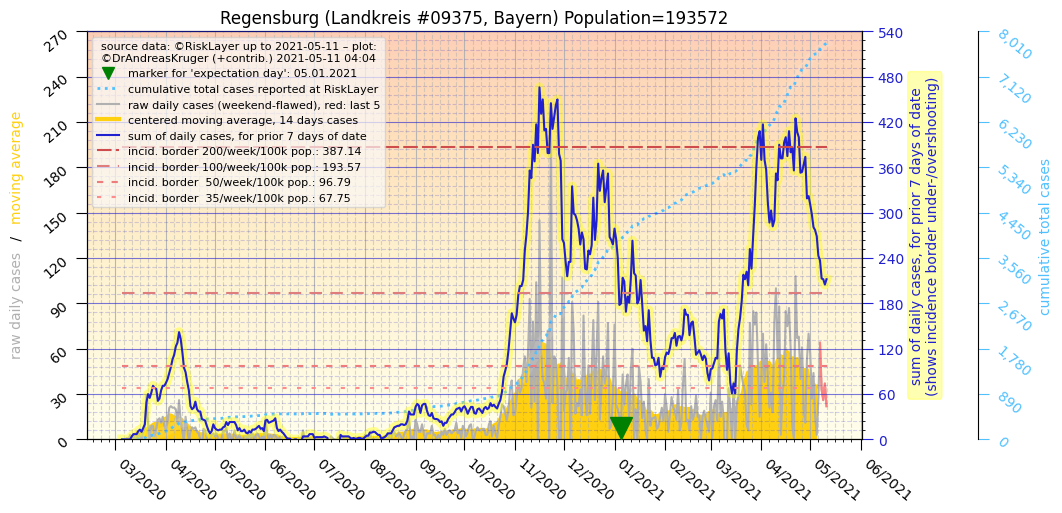 Regensburg (Landkreis #09375, Bayern) Population=193572
source data: ©RiskLayer up to 2021-05-11 – plot:
©DrAndreasKruger (+contrib.) 2021-05-11 04:04
marker for 'expectation day': 05.01.2021
cumulative total cases reported at RiskLayer
raw daily cases (weekend-flawed), red: last 5
centered moving average, 14 days cases
sum of daily cases, for prior 7 days of date
incid. border 200/week/100k pop.: 387.14
incid. border 100/week/100k pop.: 193.57
incid. border  50/week/100k pop.: 96.79
incid. border  35/week/100k pop.: 67.75
raw daily cases / moving average
270
240
210
180
150
120
90
60
30
0
540
480
420
360
300
240
180
120
60
0
sum of daily cases, for prior 7 days of date
(shows incidence border under-/overshooting)
8,010
7,120
6,230
5,340
4,450
3,560
2,670
1,780
890
0
cumulative total cases
03/2020
04/2020
05/2020
06/2020
07/2020
08/2020
09/2020
10/2020
11/2020
12/2020
01/2021
02/2021
03/2021
04/2021
05/2021
06/2021